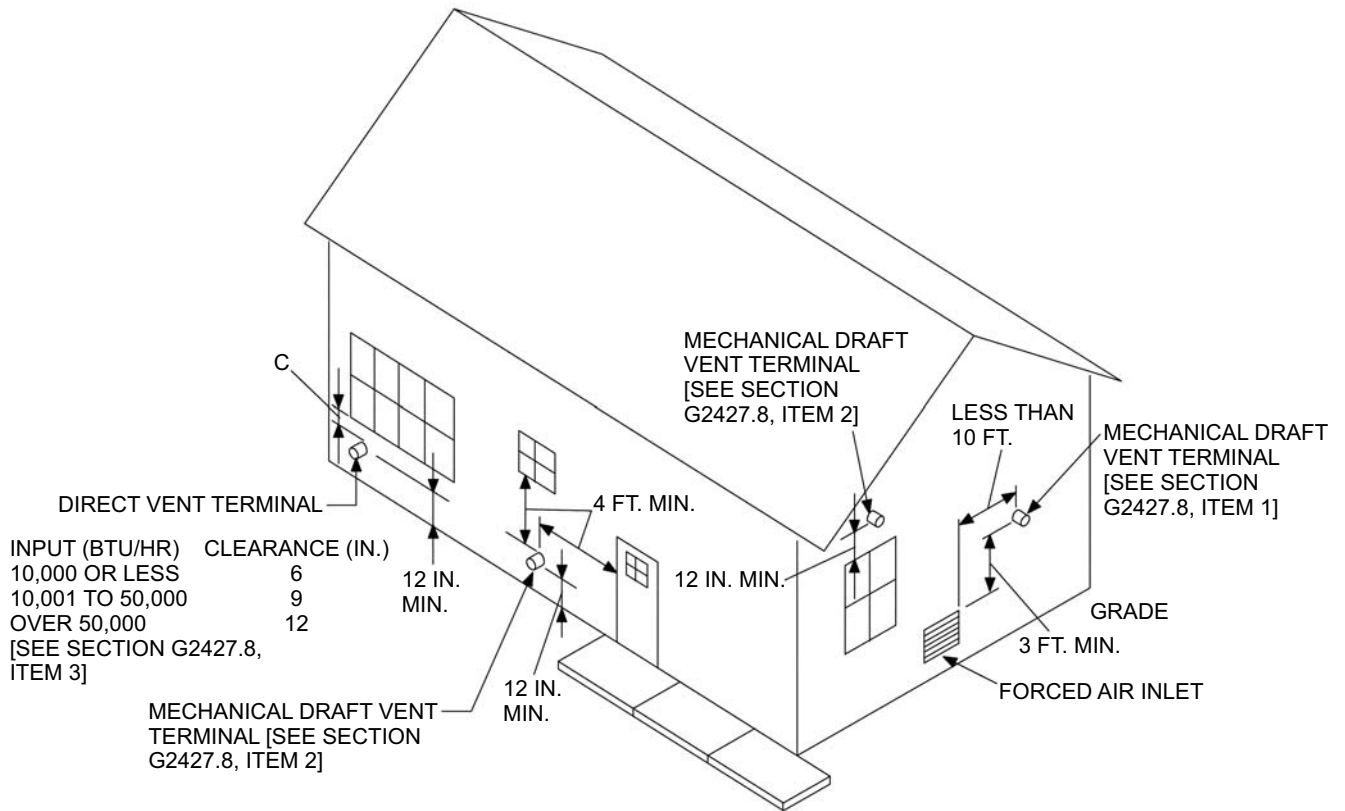 MECHANICAL DRAFT
VENT TERMINAL
[SEE SECTION
G2427.8, ITEM 2]
LESS THAN
10 FT.
MECHANICAL DRAFT
VENT TERMINAL
[SEE SECTION
G2427.8, ITEM 1]
C
DIRECT VENT TERMINAL
INPUT (BTU/HR) CLEARANCE (IN.)
10,000 OR LESS 6
10,001 TO 50,000 9
OVER 50,000 12
[SEE SECTION G2427.8,
ITEM 3]
12 IN.
MIN.
4 FT. MIN.
12 IN. MIN.
GRADE
3 FT. MIN.
FORCED AIR INLET
12 IN.
MIN.
MECHANICAL DRAFT VENT
TERMINAL [SEE SECTION
G2427.8, ITEM 2]